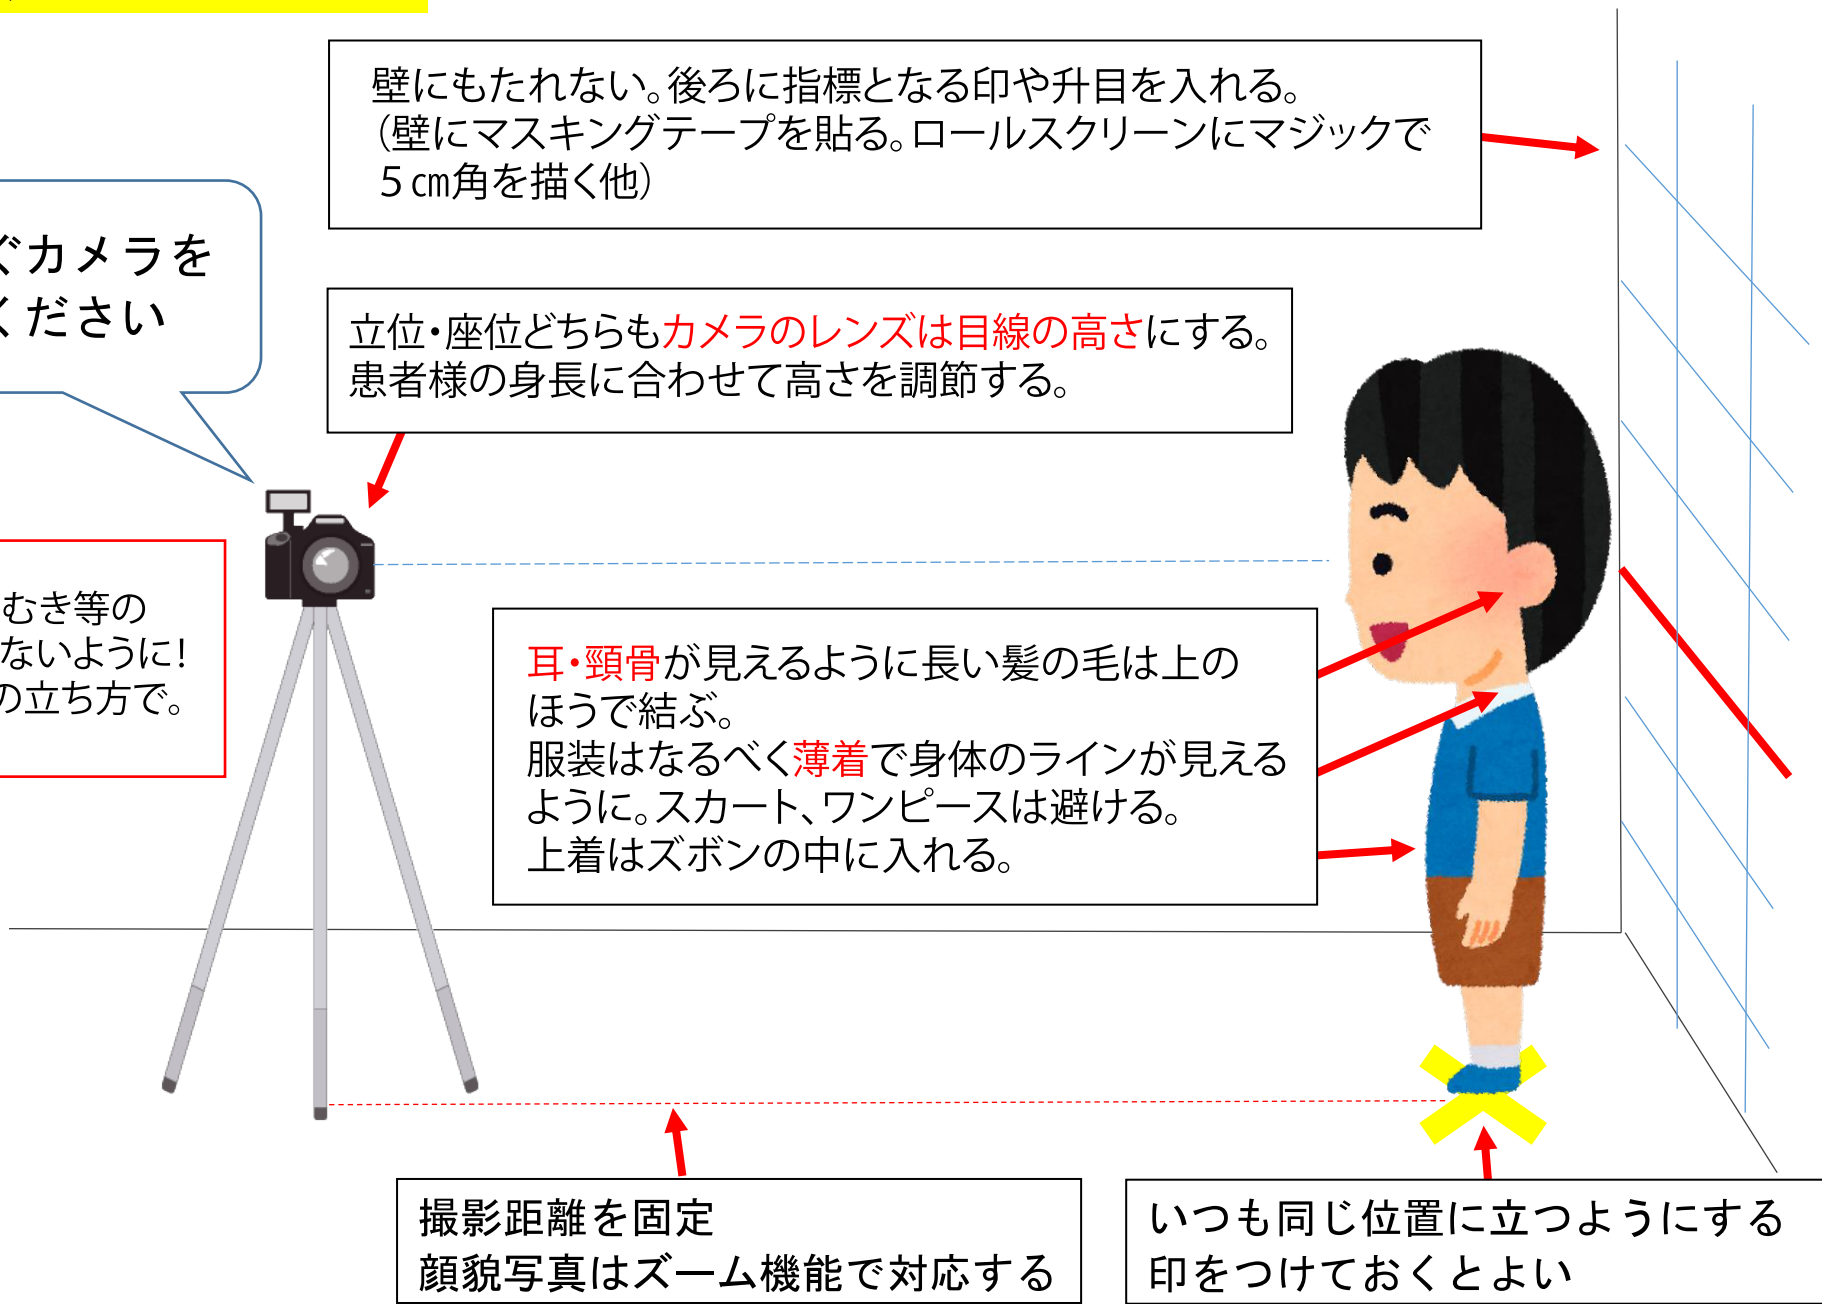 壁にもたれない。後ろに指標となる印や升目を入れる。
（壁にマスキングテープを貼る。ロールスクリーンにマジックで
５㎝角を描く他）
ぐカメラを
ください
立位・座位どちらもカメラのレンズは目線の高さにする。
患者様の身長に合わせて高さを調節する。
むき等の
ないように！
の立ち方で。
耳・頸骨が見えるように長い髪の毛は上の
ほうで結ぶ。
服装はなるべく薄着で身体のラインが見える
ように。スカート、ワンピースは避ける。
上着はズボンの中に入れる。
撮影距離を固定
顔貌写真はズーム機能で対応する
いつも同じ位置に立つようにする
印をつけておくとよい